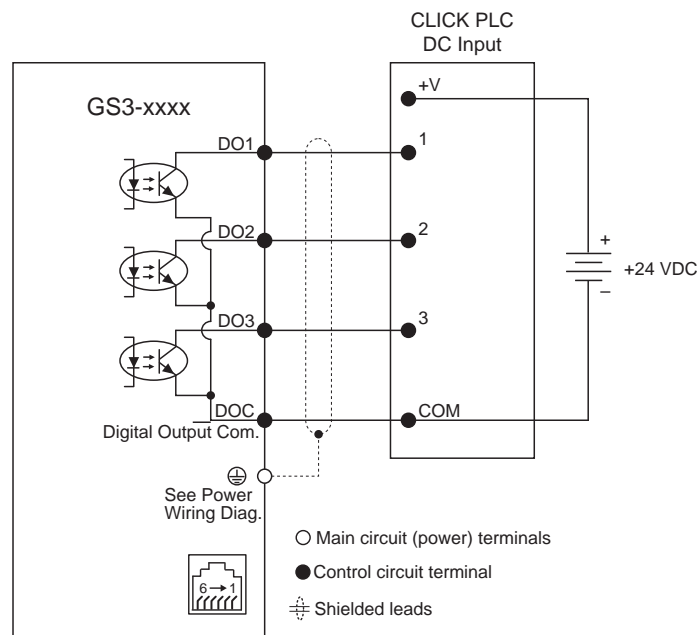 CLICK PLC
DC Input
GS3-xxxx
+V
DO1
1
DO2
2
+
+24 VDC
–
DO3
3
DOC
COM
Digital Output Com.
See Power
Wiring Diag.
Main circuit (power) terminals
6→1
Control circuit terminal
Shielded leads